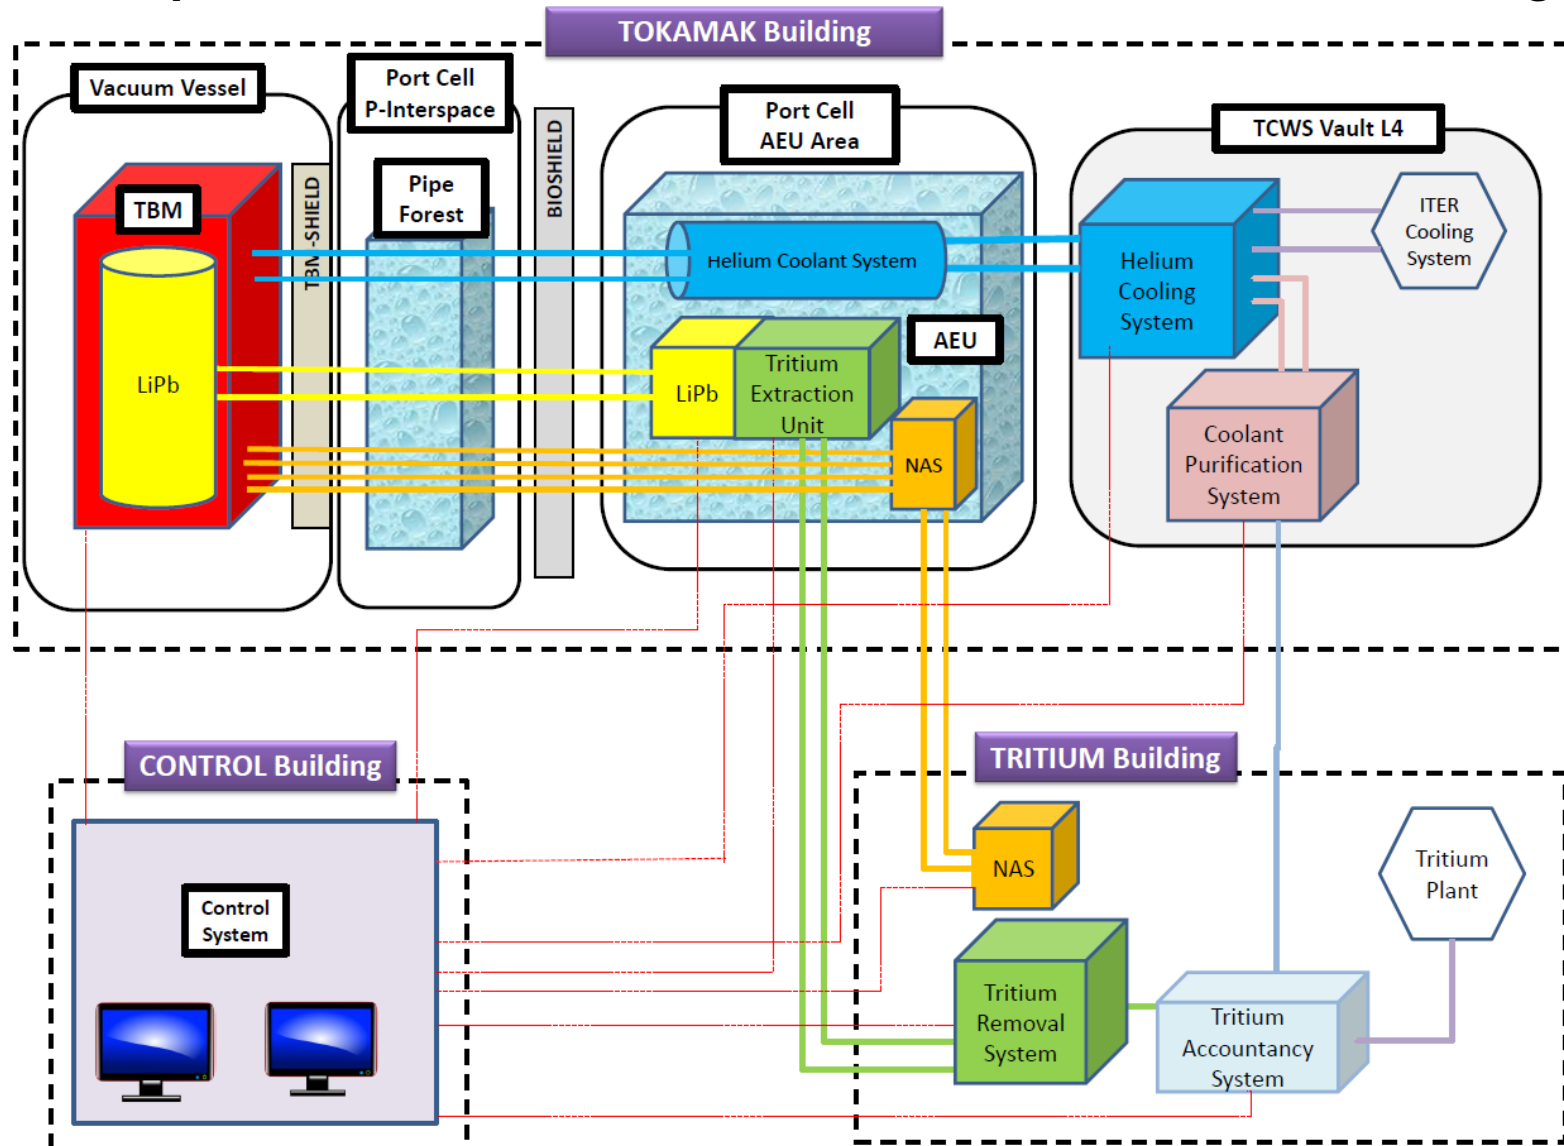 TOKAMAK Building
Vacuum Vessel
Port Cell
P-Interspace
Port Cell
AEU Area
TCWS Vault L4
TBM
TBM -SHIELD
Pipe
Forest
BIOSHIELD
Helium Coolant System
Helium
Cooling
System
ITER
Cooling
System
LiPb
LiPb
Tritium
Extraction
Unit
AEU
NAS
Coolant
Purification
System
CONTROL Building
TRITIUM Building
Control
System
NAS
Tritium
Plant
Tritium
Removal
System
Tritium
Accountancy
System